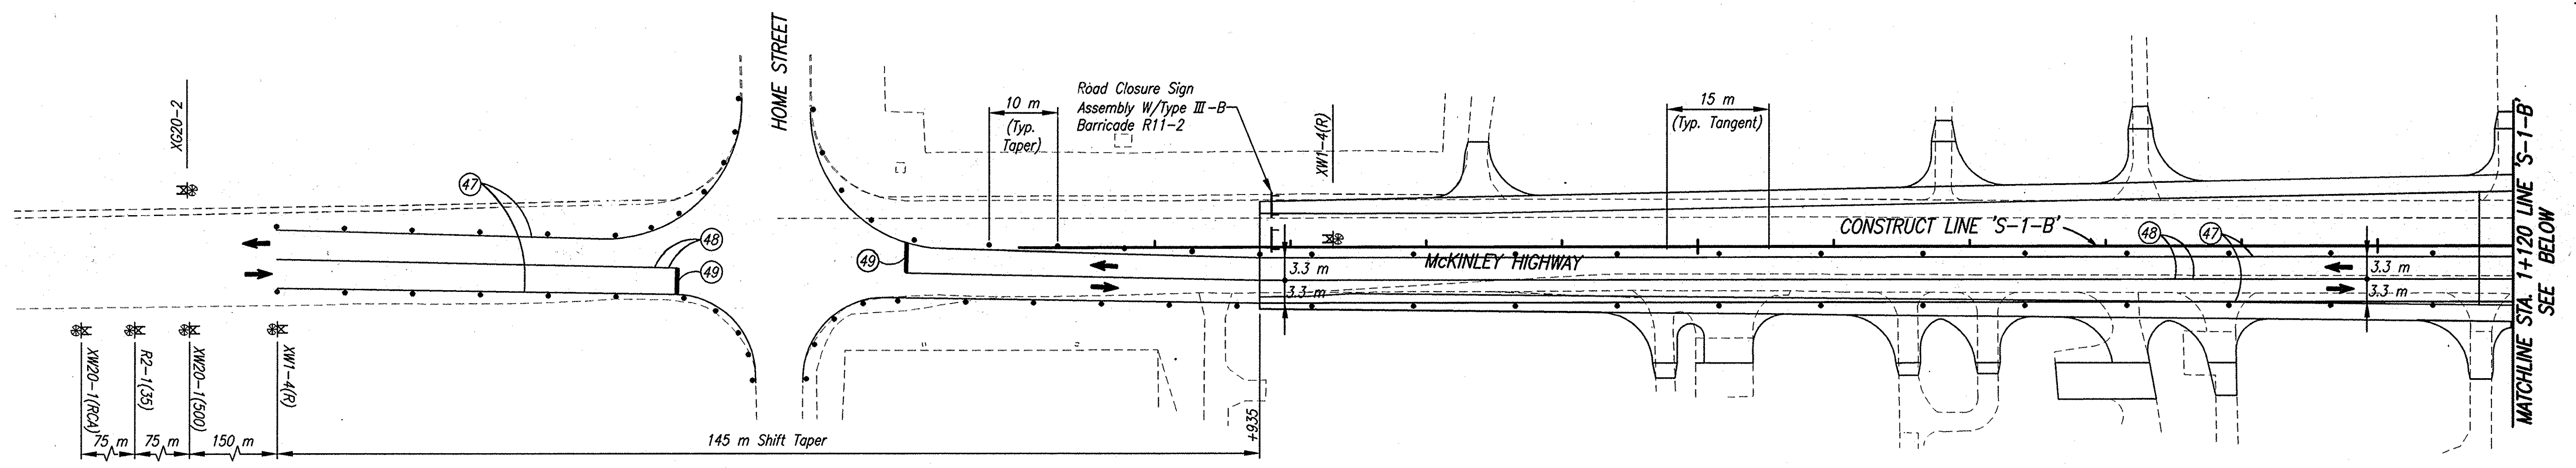 XG20-2
HOME STREET
10 m
(Typ.
Taper)
Road Closure Sign
Assembly W/Type III-B
Barricade R11-2
XW1-4(R)
15 m
(Typ. Tangent)
47
48
49
49
CONSTRUCT LINE 'S-1-B'
48
47
McKINLEY HIGHWAY
3.3 m
3.3 m
3.3 m
3.3 m
MATCHLINE STA. 1+120 LINE 'S-1-B'
SEE BELOW
XW20-1(RCA)
R2-1(35)
XW20-1(500)
XW1-4(R)
75 m
75 m
150 m
145 m Shift Taper
+935